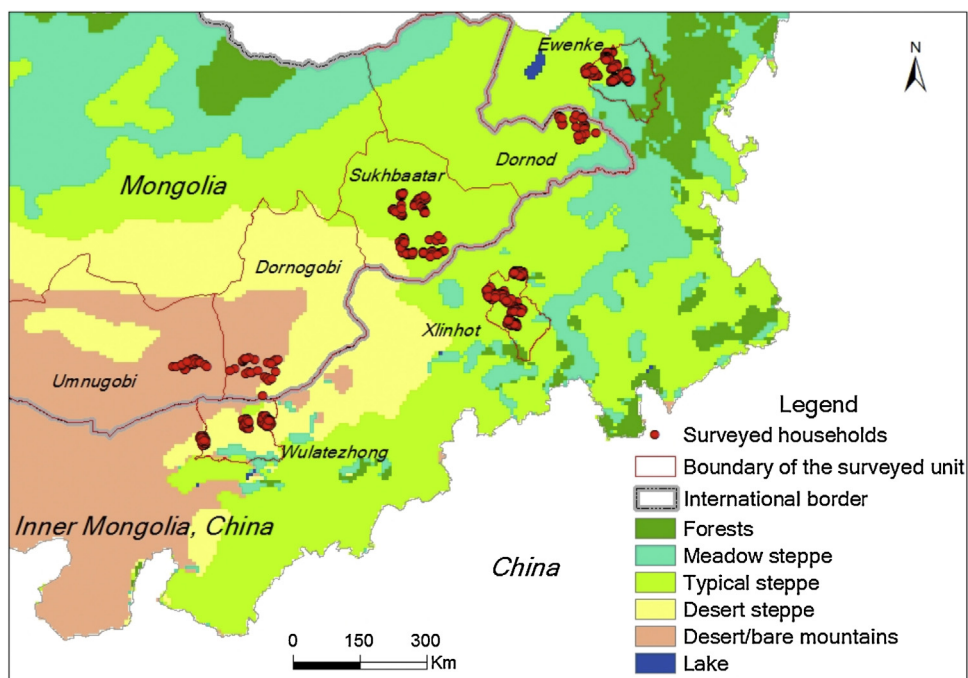 Ewenke
N
Dornod
Mongolia
Sukhbaatar
Dornogobi
Xlinhot
Umnugobi
Wulatezhong
Inner Mongolia, China
China
0 150 300
Km
Legend
Surveyed households
Boundary of the surveyed unit
International border
Forests
Meadow steppe
Typical steppe
Desert steppe
Desert/bare mountains
Lake